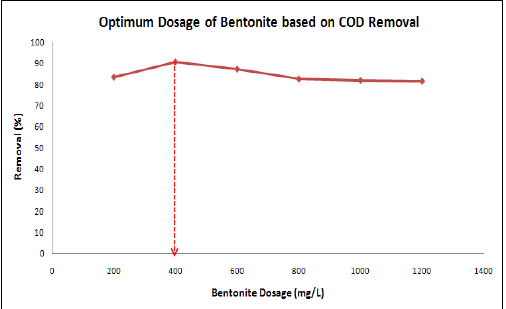 Optimum Dosage of Bentonite based on COD Removal
Removal (%)
100
90
80
70
60
50
40
30
20
10
0
0 200 400 600 800 1000 1200 1400
Bentonite Dosage (mg/L)